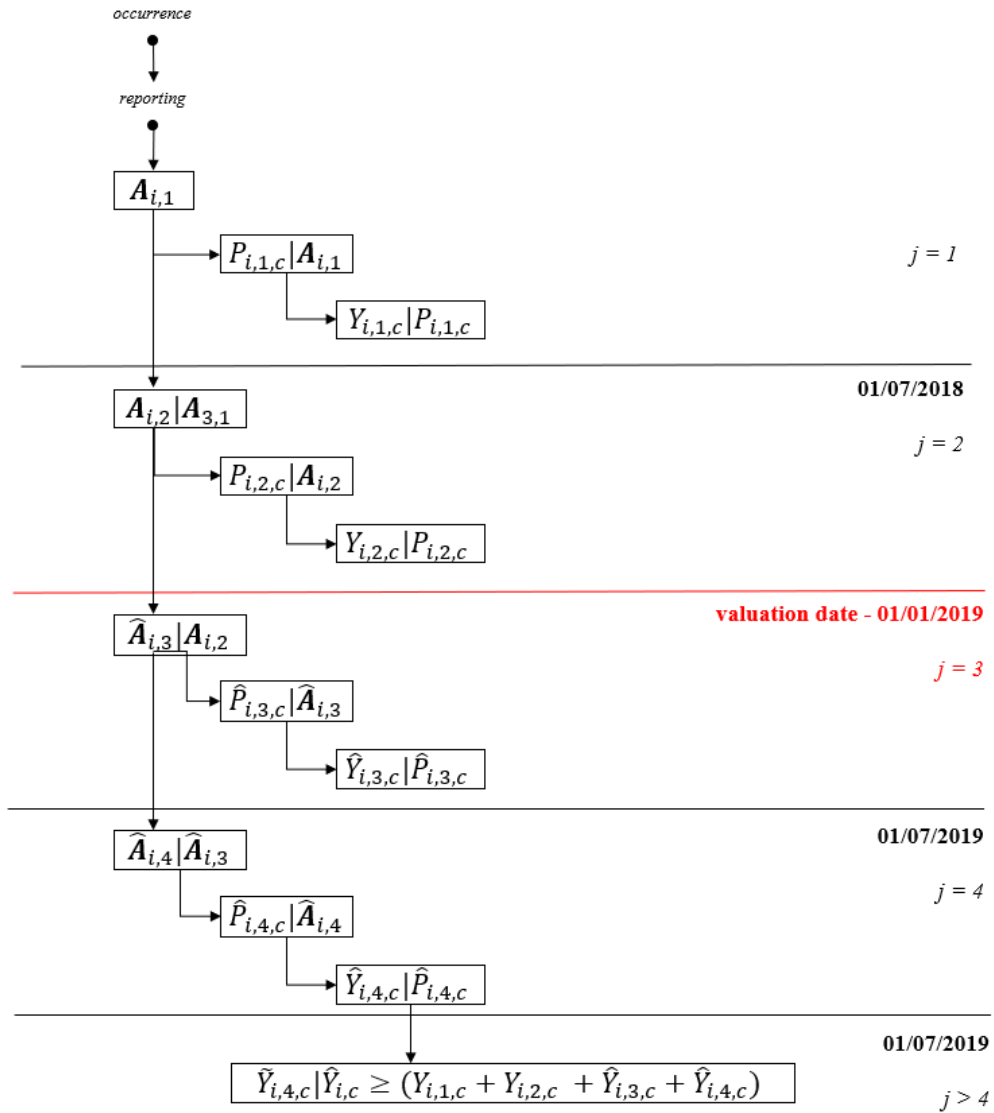 occurrence
reporting
𝑨_{i,1}
P_{i,1,c}|𝑨_{i,1}
j = 1
Y_{i,1,c}|P_{i,1,c}
01/07/2018
𝑨_{i,2}|𝑨_{3,1}
j = 2
P_{i,2,c}|𝑨_{i,2}
Y_{i,2,c}|P_{i,2,c}
valuation date - 01/01/2019
𝑨̂_{i,3}|𝑨_{i,2}
j = 3
P̂_{i,3,c}|𝑨̂_{i,3}
Ŷ_{i,3,c}|P̂_{i,3,c}
01/07/2019
𝑨̂_{i,4}|𝑨̂_{i,3}
j = 4
P̂_{i,4,c}|𝑨̂_{i,4}
Ŷ_{i,4,c}|P̂_{i,4,c}
01/07/2019
Ỹ_{i,4,c}|Ŷ_{i,c} ≥ (Y_{i,1,c} + Y_{i,2,c} + Ŷ_{i,3,c} + Ŷ_{i,4,c})
j > 4